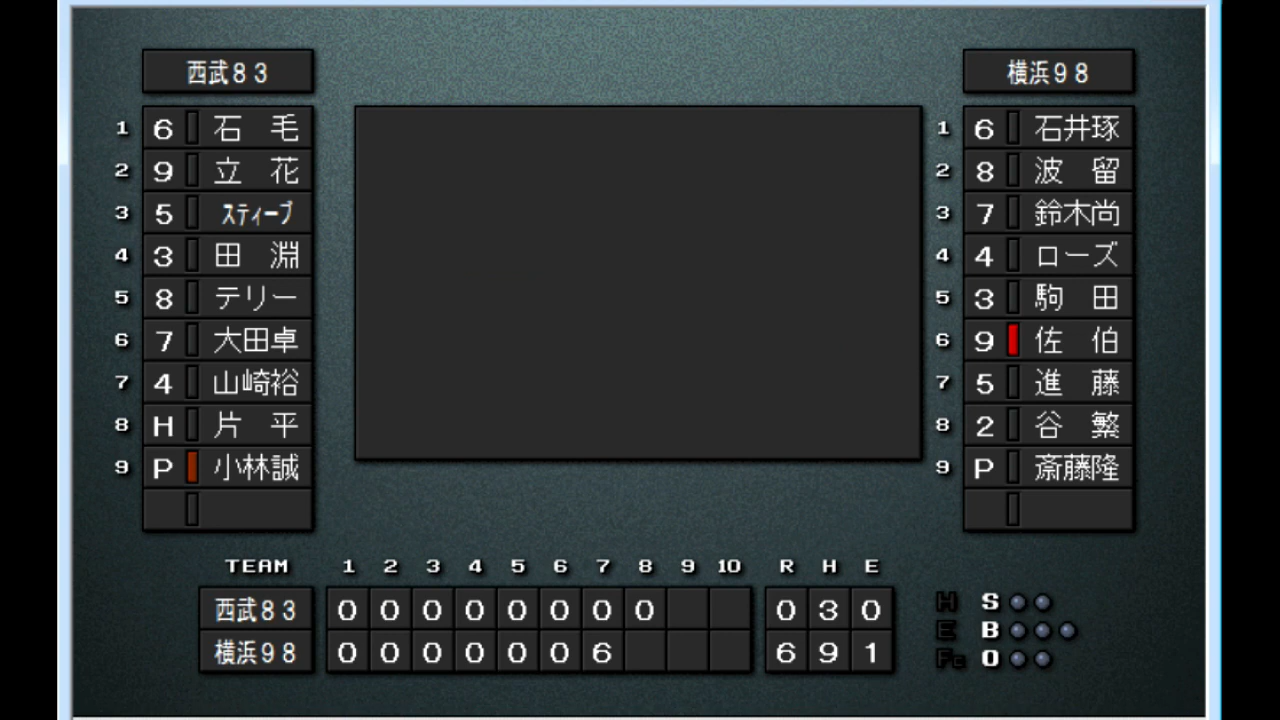 西武83 横浜98
1 6 石 毛 1 6 石井琢
2 9 立 花 2 8 波 留
3 5 スティーブ 3 7 鈴木尚
4 3 田 淵 4 4 ローズ
5 8 テリー 5 3 駒 田
6 7 大田卓 6 9 佐 伯
7 4 山崎裕 7 5 進 藤
8 H 片 平 8 2 谷 繁
9 P 小林誠 9 P 斎藤隆
TEAM 1 2 3 4 5 6 7 8 9 10 R H E
西武83 0 0 0 0 0 0 0 0 0 3 0 H S
E B
横浜98 0 0 0 0 0 0 6 6 9 1 Fc O